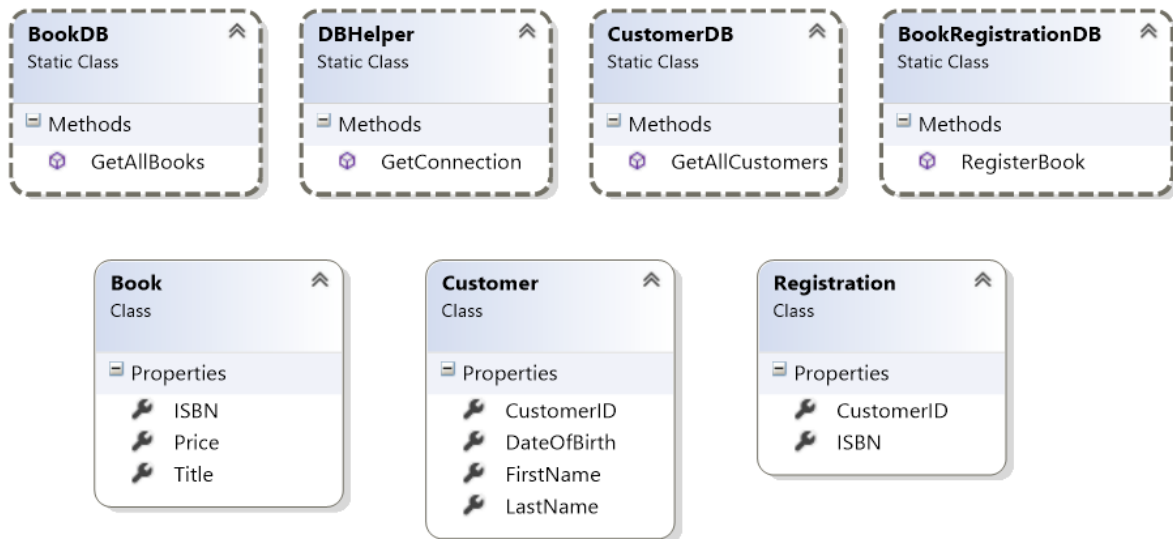 BookDB
Static Class
Methods
GetAllBooks
DBHelper
Static Class
Methods
GetConnection
CustomerDB
Static Class
Methods
GetAllCustomers
BookRegistrationDB
Static Class
Methods
RegisterBook
Book
Class
Properties
ISBN
Price
Title
Customer
Class
Properties
CustomerID
DateOfBirth
FirstName
LastName
Registration
Class
Properties
CustomerID
ISBN